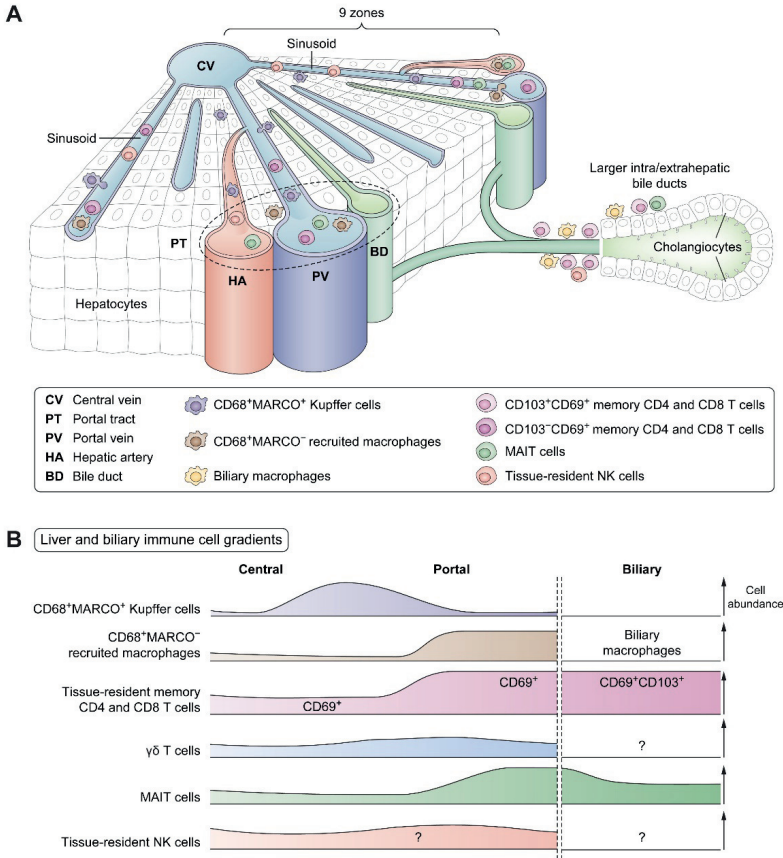 A
9 zones
Sinusoid
CV
Sinusoid
Larger intra/extrahepatic
bile ducts
Cholangiocytes
PT
BD
HA
PV
Hepatocytes
CV Central vein
PT Portal tract
PV Portal vein
HA Hepatic artery
BD Bile duct
CD68⁺MARCO⁺ Kupffer cells
CD68⁺MARCO⁻ recruited macrophages
Biliary macrophages
CD103⁺CD69⁺ memory CD4 and CD8 T cells
CD103⁻CD69⁺ memory CD4 and CD8 T cells
MAIT cells
Tissue-resident NK cells
B
Liver and biliary immune cell gradients
Central Portal Biliary
CD68⁺MARCO⁺ Kupffer cells
Cell
abundance
CD68⁺MARCO⁻
recruited macrophages
Biliary
macrophages
Tissue-resident memory
CD4 and CD8 T cells
CD69⁺
CD69⁺
CD69⁺CD103⁺
γδ T cells
?
MAIT cells
Tissue-resident NK cells
?
?